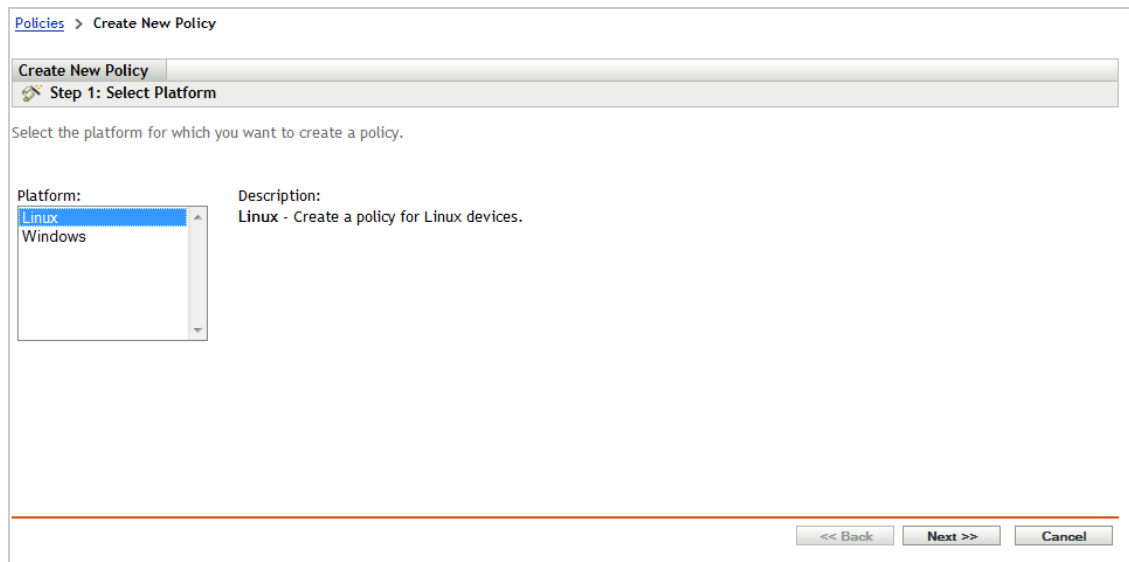 Policies > Create New Policy
Create New Policy
Step 1: Select Platform
Select the platform for which you want to create a policy.
Platform:
Linux
Windows
Description:
Linux - Create a policy for Linux devices.
<< Back
Next >>
Cancel